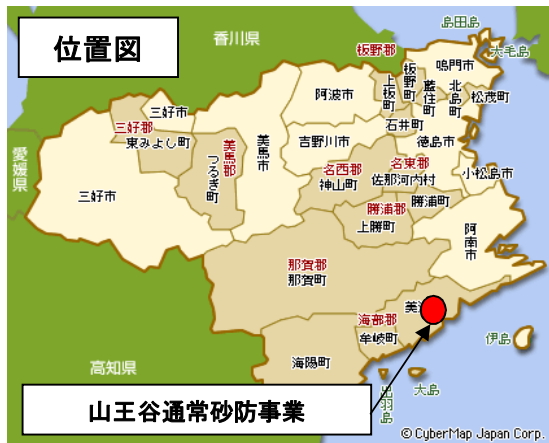 位置図
香川県
島田島
大毛島
板野郡
鳴門市
板野町
上板町
藍住町
北島町
松茂町
阿波市
三好市
三好郡
東みよし町
美馬郡
つるぎ町
美馬市
吉野川市
石井町
徳島市
愛媛県
名西郡
神山町
名東郡
佐那河内村
小松島市
三好市
勝浦郡
勝浦町
上勝町
阿南市
那賀郡
那賀町
美
海部郡
牟岐町
伊島
海陽町
高知県
出羽島
大島
山王谷通常砂防事業
© CyberMap Japan Corp.